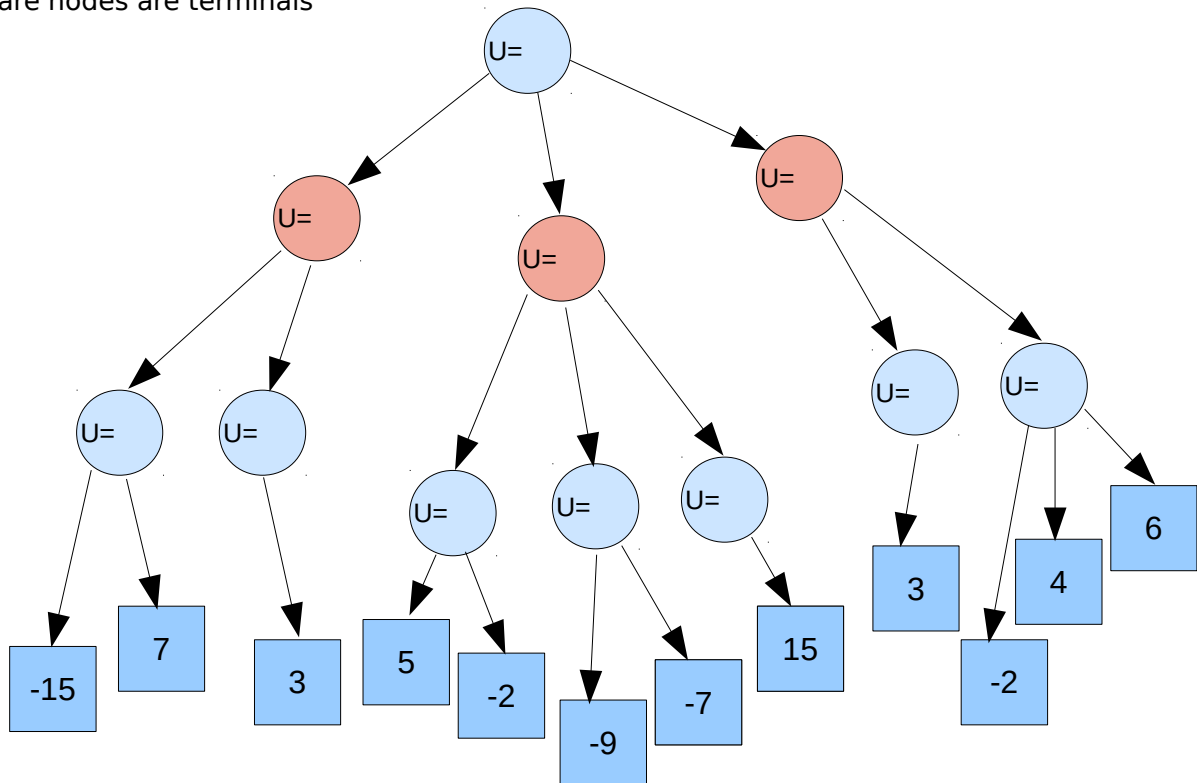 are nodes are terminals
U=
U=
U=
U=
U=
U=
U=
U=
U=
U=
U=
6
4
3
7
15
5
3
-2
-2
-15
-7
-9